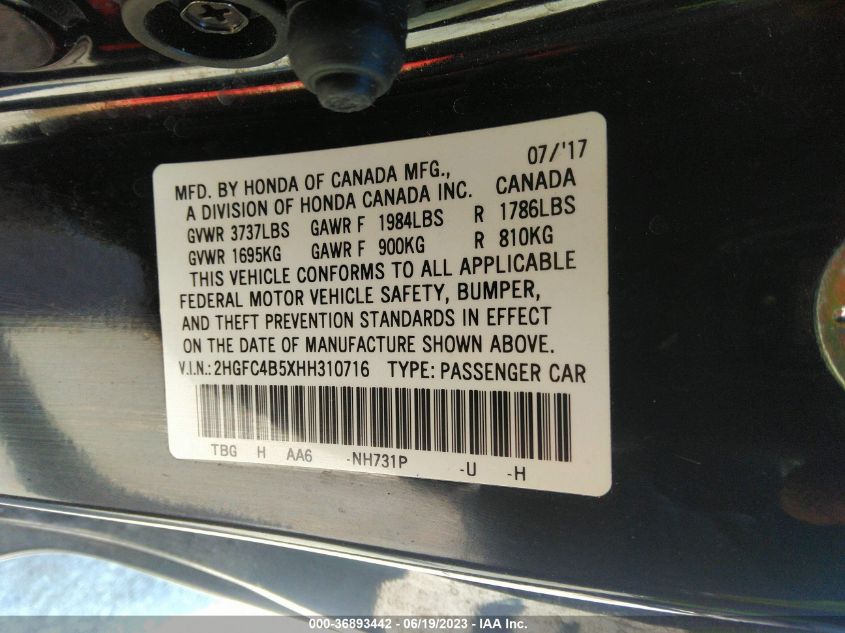 07/'17
MFD. BY HONDA OF CANADA MFG.,
A DIVISION OF HONDA CANADA INC. CANADA
GVWR 3737LBS GAWR F 1984LBS R 1786LBS
GVWR 1695KG GAWR F 900KG R 810KG
THIS VEHICLE CONFORMS TO ALL APPLICABLE
FEDERAL MOTOR VEHICLE SAFETY, BUMPER,
AND THEFT PREVENTION STANDARDS IN EFFECT
ON THE DATE OF MANUFACTURE SHOWN ABOVE.
V.I.N.: 2HGFC4B5XHH310716 TYPE: PASSENGER CAR
TBG H AA6 -NH731P -U -H
000-36893442 - 06/19/2023 - IAA Inc.